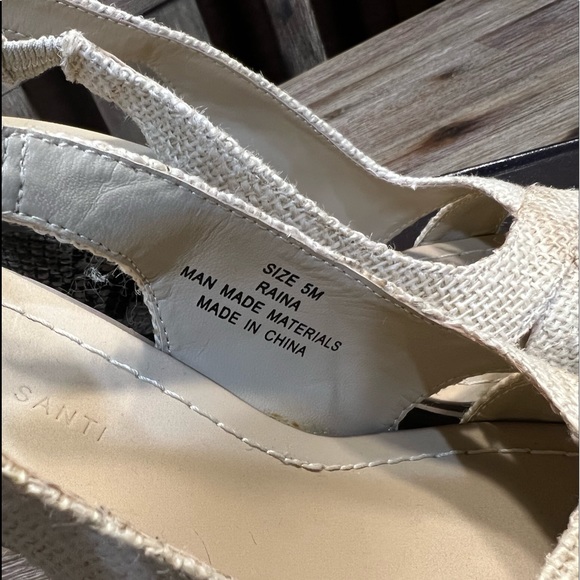 SIZE 5M
RAINA
MAN MADE MATERIALS
MADE IN CHINA
SANTI